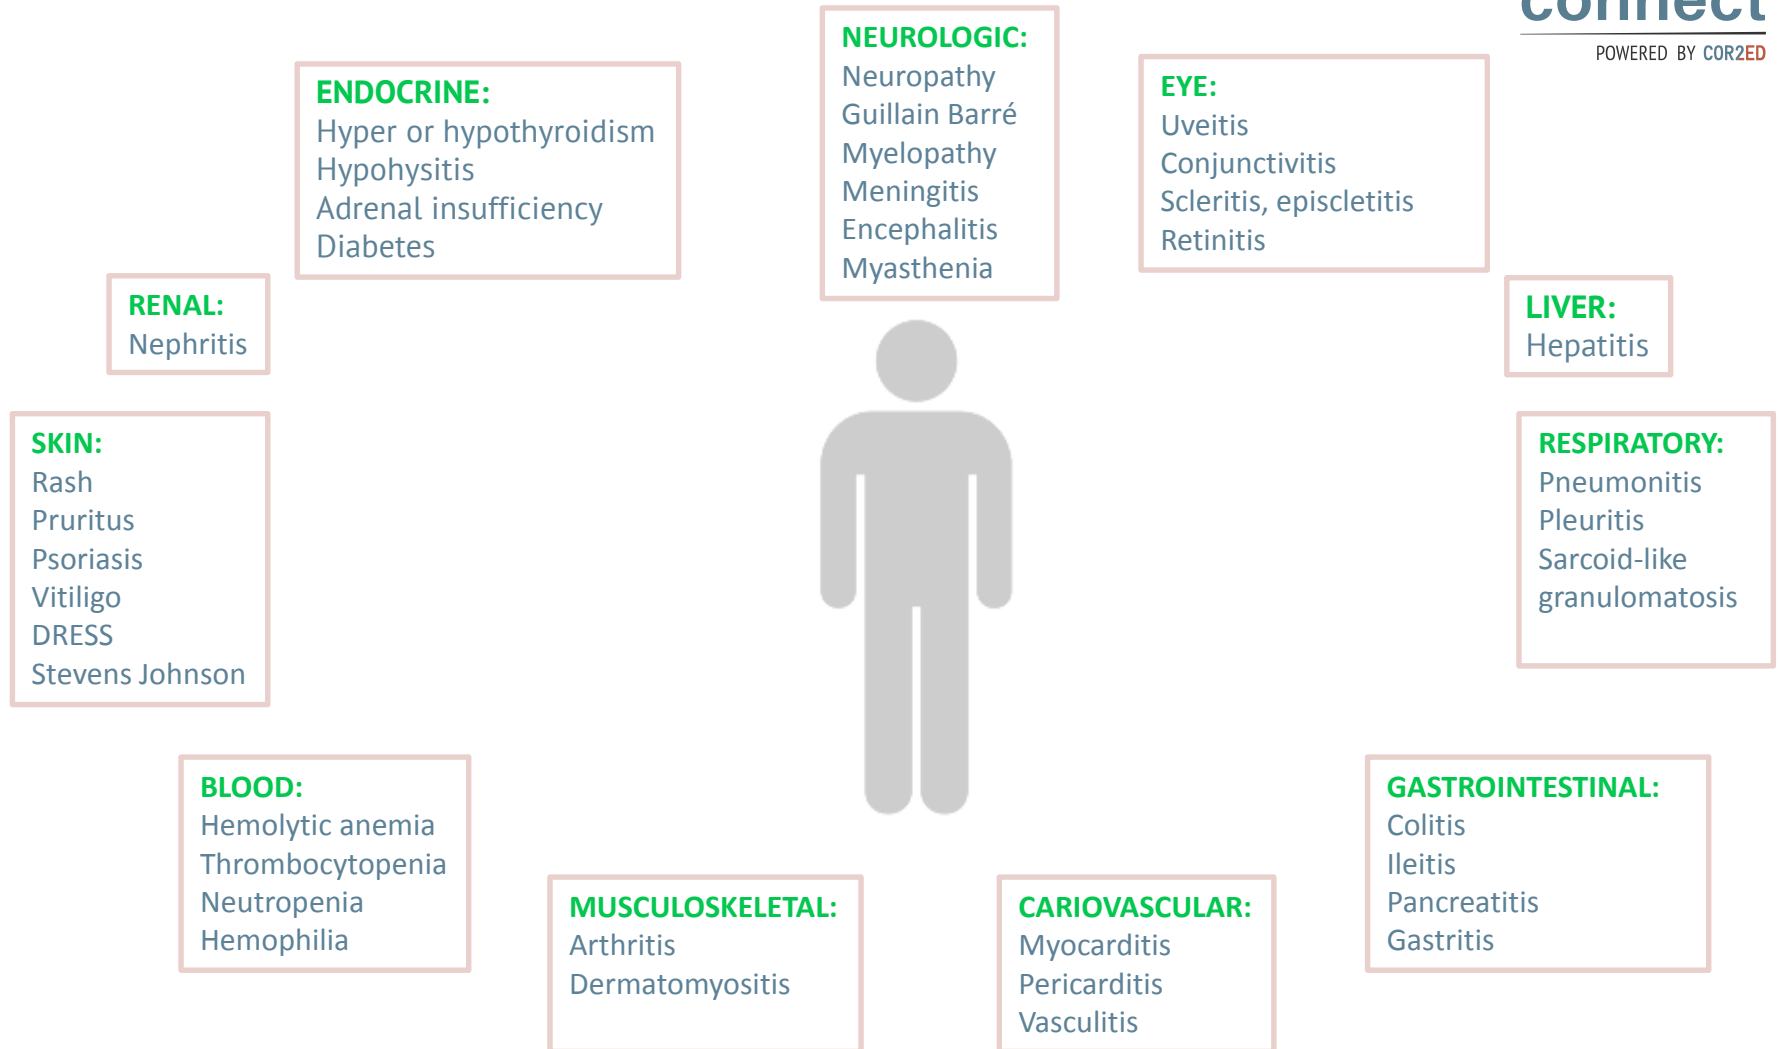 connect
POWERED BY COR2ED
NEUROLOGIC:
Neuropathy
Guillain Barré
Myelopathy
Meningitis
Encephalitis
Myasthenia
ENDOCRINE:
Hyper or hypothyroidism
Hypohysitis
Adrenal insufficiency
Diabetes
EYE:
Uveitis
Conjunctivitis
Scleritis, episcletitis
Retinitis
RENAL:
Nephritis
LIVER:
Hepatitis
SKIN:
Rash
Pruritus
Psoriasis
Vitiligo
DRESS
Stevens Johnson
RESPIRATORY:
Pneumonitis
Pleuritis
Sarcoid-like
granulomatosis
BLOOD:
Hemolytic anemia
Thrombocytopenia
Neutropenia
Hemophilia
MUSCULOSKELETAL:
Arthritis
Dermatomyositis
CARIOVASCULAR:
Myocarditis
Pericarditis
Vasculitis
GASTROINTESTINAL:
Colitis
Ileitis
Pancreatitis
Gastritis